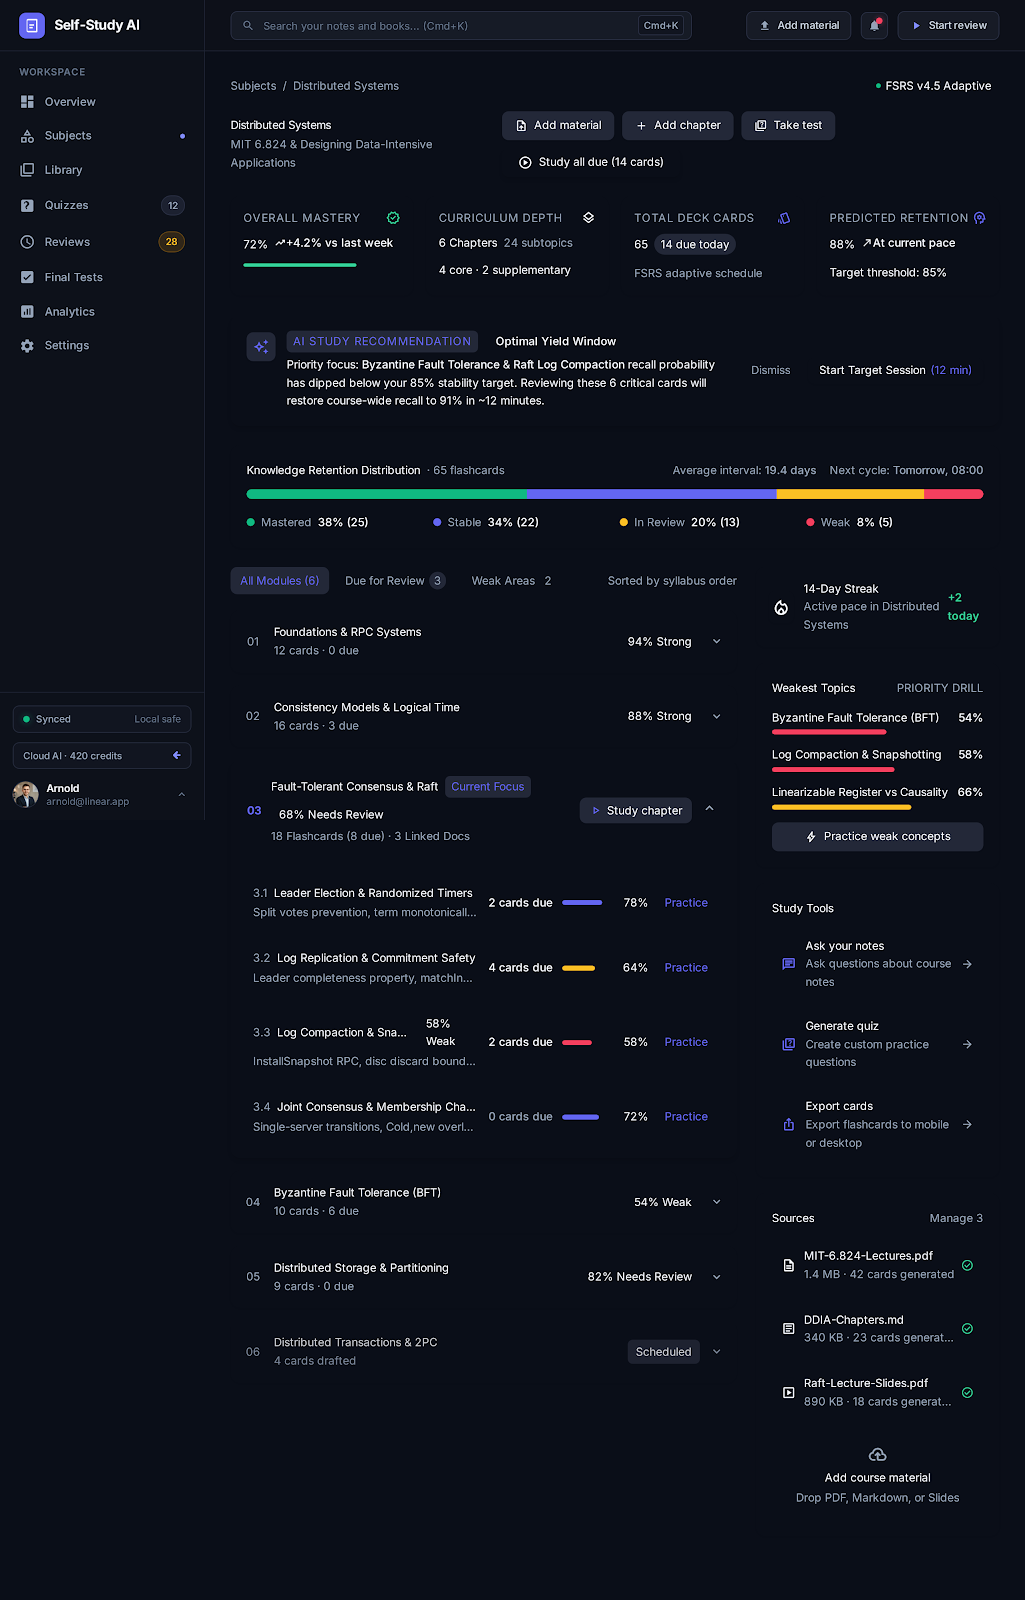 Self-Study AI
Search your notes and books... (Cmd+K)
Cmd+K
Add material
Start review
WORKSPACE
Overview
Subjects
Library
Quizzes 12
Reviews 28
Final Tests
Analytics
Settings
Synced Local safe
Cloud AI · 420 credits
Arnold
arnold@linear.app
Subjects / Distributed Systems
FSRS v4.5 Adaptive
Distributed Systems
MIT 6.824 & Designing Data-Intensive
Applications
Add material
Add chapter
Take test
Study all due (14 cards)
OVERALL MASTERY
72% +4.2% vs last week
CURRICULUM DEPTH
6 Chapters 24 subtopics
4 core · 2 supplementary
TOTAL DECK CARDS
65 14 due today
FSRS adaptive schedule
PREDICTED RETENTION
88% At current pace
Target threshold: 85%
AI STUDY RECOMMENDATION Optimal Yield Window
Priority focus: Byzantine Fault Tolerance & Raft Log Compaction recall probability
has dipped below your 85% stability target. Reviewing these 6 critical cards will
restore course-wide recall to 91% in ~12 minutes.
Dismiss
Start Target Session (12 min)
Knowledge Retention Distribution · 65 flashcards
Average interval: 19.4 days Next cycle: Tomorrow, 08:00
Mastered 38% (25)
Stable 34% (22)
In Review 20% (13)
Weak 8% (5)
All Modules (6)
Due for Review 3
Weak Areas 2
Sorted by syllabus order
01 Foundations & RPC Systems
12 cards · 0 due
94% Strong
02 Consistency Models & Logical Time
16 cards · 3 due
88% Strong
03 Fault-Tolerant Consensus & Raft Current Focus
68% Needs Review
18 Flashcards (8 due) · 3 Linked Docs
Study chapter
3.1 Leader Election & Randomized Timers
Split votes prevention, term monotonicall...
2 cards due 78% Practice
3.2 Log Replication & Commitment Safety
Leader completeness property, matchIn...
4 cards due 64% Practice
3.3 Log Compaction & Sna...
58%
Weak
InstallSnapshot RPC, disc discard bound...
2 cards due 58% Practice
3.4 Joint Consensus & Membership Cha...
Single-server transitions, Cold,new overl...
0 cards due 72% Practice
04 Byzantine Fault Tolerance (BFT)
10 cards · 6 due
54% Weak
05 Distributed Storage & Partitioning
9 cards · 0 due
82% Needs Review
06 Distributed Transactions & 2PC
4 cards drafted
Scheduled
14-Day Streak
Active pace in Distributed
Systems
+2
today
Weakest Topics PRIORITY DRILL
Byzantine Fault Tolerance (BFT) 54%
Log Compaction & Snapshotting 58%
Linearizable Register vs Causality 66%
Practice weak concepts
Study Tools
Ask your notes
Ask questions about course
notes
Generate quiz
Create custom practice
questions
Export cards
Export flashcards to mobile
or desktop
Sources Manage 3
MIT-6.824-Lectures.pdf
1.4 MB · 42 cards generated
DDIA-Chapters.md
340 KB · 23 cards generat...
Raft-Lecture-Slides.pdf
890 KB · 18 cards generat...
Add course material
Drop PDF, Markdown, or Slides